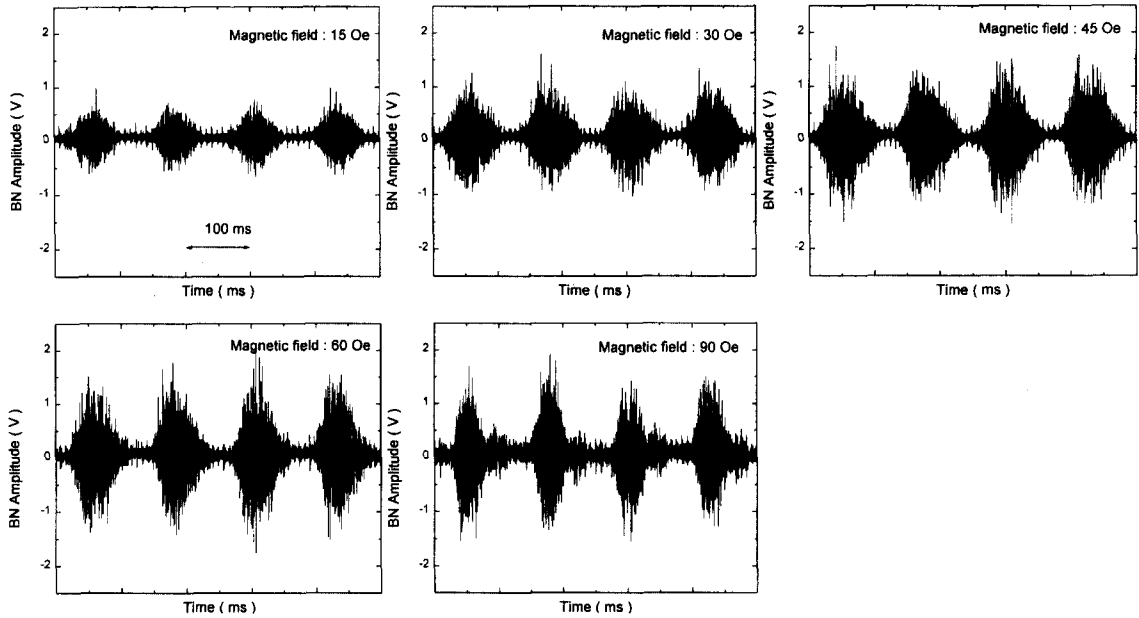 Magnetic field : 15 Oe
2
1
0
-1
-2
BN Amplitude ( V )
100 ms
Time ( ms )
Magnetic field : 30 Oe
2
1
0
-1
-2
BN Amplitude ( V )
Time ( ms )
Magnetic field : 45 Oe
2
1
0
-1
-2
BN Amplitude ( V )
Time ( ms )
Magnetic field : 60 Oe
2
1
0
-1
-2
BN Amplitude ( V )
Time ( ms )
Magnetic field : 90 Oe
2
1
0
-1
-2
BN Amplitude ( V )
Time ( ms )